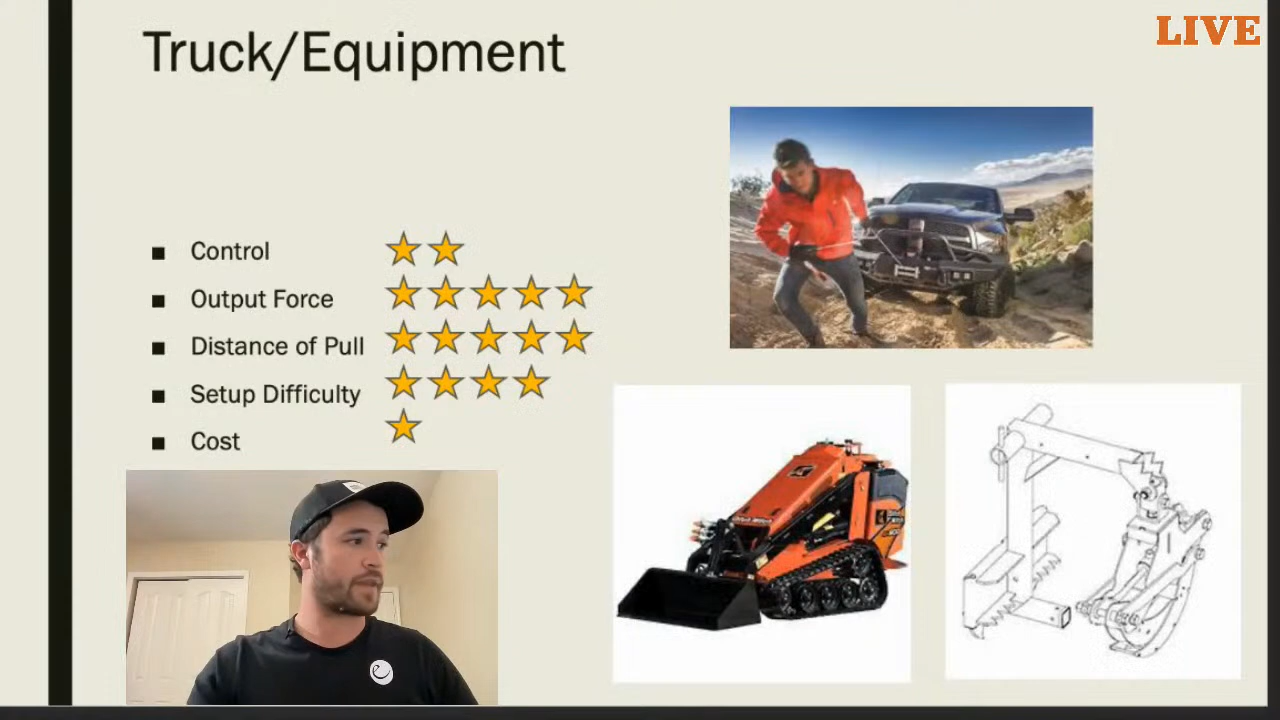 Truck/Equipment
LIVE
Control
Output Force
Distance of Pull
Setup Difficulty
Cost
e